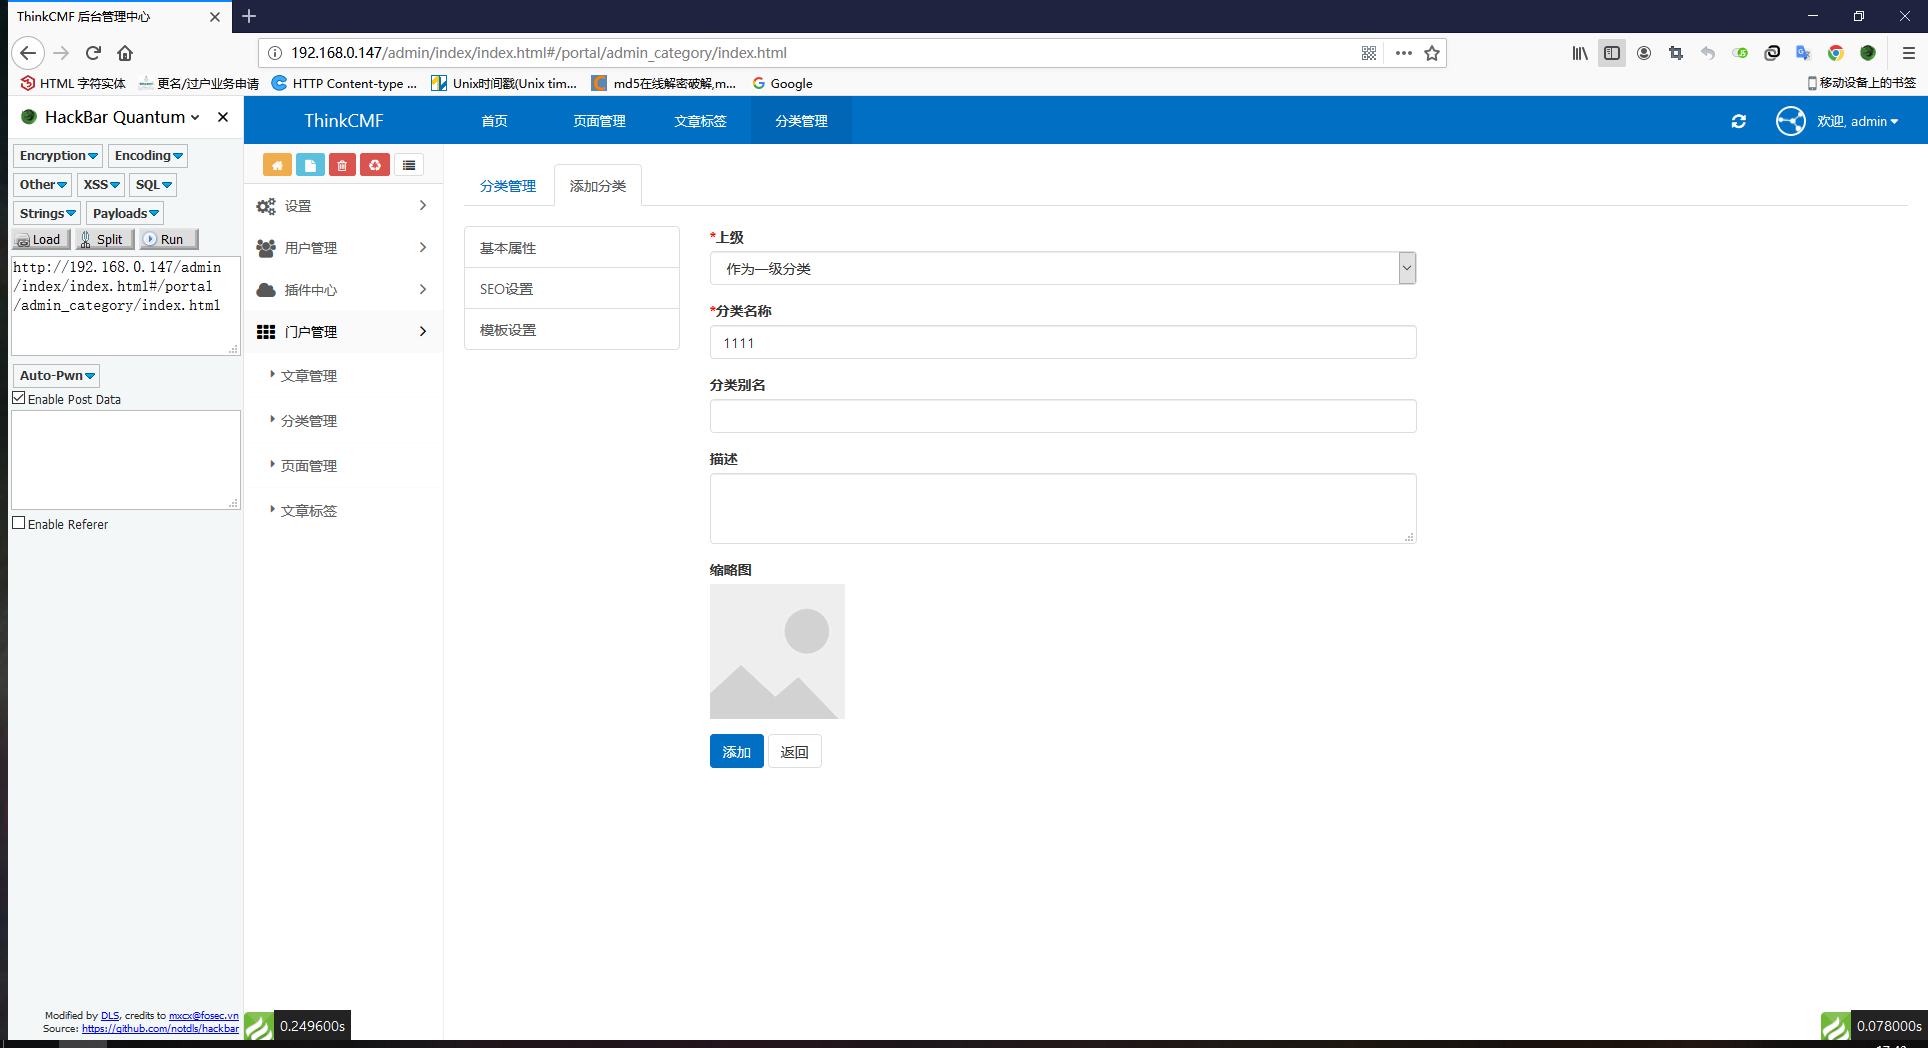 ThinkCMF 后台管理中心
192.168.0.147/admin/index/index.html#/portal/admin_category/index.html
HTML 字符实体 更名/过户业务申请 HTTP Content-type ... Unix时间戳(Unix tim... md5在线解密破解,m... Google 移动设备上的书签
HackBar Quantum
Encryption Encoding
Other XSS SQL
Strings Payloads
Load Split Run
http://192.168.0.147/admin
/index/index.html#/portal
/admin_category/index.html
Auto-Pwn
Enable Post Data
Enable Referer
Modified by DLS, credits to mxcx@fosec.vn
Source: https://github.com/notdls/hackbar
ThinkCMF 首页 页面管理 文章标签 分类管理 欢迎, admin
设置
用户管理
插件中心
门户管理
文章管理
分类管理
页面管理
文章标签
分类管理 添加分类
基本属性
SEO设置
模板设置
*上级
作为一级分类
*分类名称
1111
分类别名
描述
缩略图
添加 返回
0.249600s
0.078000s